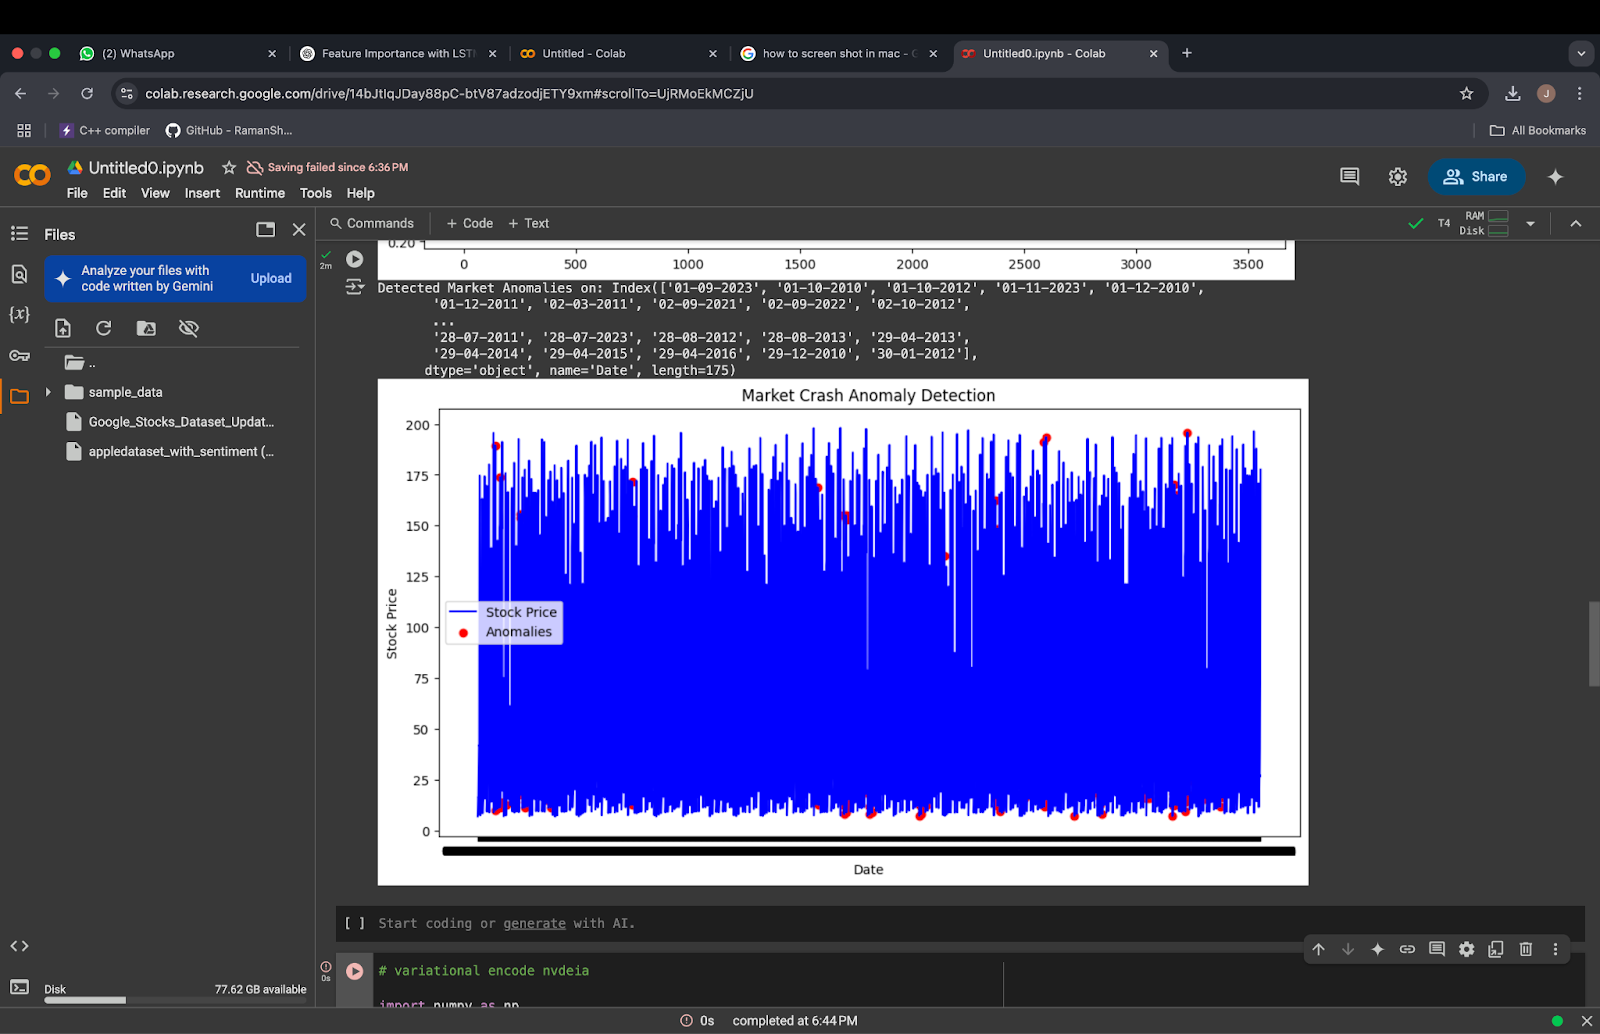 (2) WhatsApp
Feature Importance with LST
Untitled - Colab
how to screen shot in mac -
Untitled0.ipynb - Colab
colab.research.google.com/drive/14bJtIqJDay88pC-btV87adzodjETY9xm#scrollTo=UjRMoEkMCZjU
J
C++ compiler
GitHub - RamanSh...
All Bookmarks
Untitled0.ipynb
Saving failed since 6:36 PM
File Edit View Insert Runtime Tools Help
Share
Files
Commands
+ Code + Text
T4
RAM
Disk
Analyze your files with
code written by Gemini
Upload
{x}
..
sample_data
Google_Stocks_Dataset_Updat...
appledataset_with_sentiment (...
Disk
77.62 GB available
2m
0.20
0 500 1000 1500 2000 2500 3000 3500
Detected Market Anomalies on: Index(['01-09-2023', '01-10-2010', '01-10-2012', '01-11-2023', '01-12-2010',
'01-12-2011', '02-03-2011', '02-09-2021', '02-09-2022', '02-10-2012',
...
'28-07-2011', '28-07-2023', '28-08-2012', '28-08-2013', '29-04-2013',
'29-04-2014', '29-04-2015', '29-04-2016', '29-12-2010', '30-01-2012'],
dtype='object', name='Date', length=175)
Market Crash Anomaly Detection
200
175
150
125
100
75
50
25
0
Stock Price
Stock Price
Anomalies
Date
[ ] Start coding or generate with AI.
0s
# variational encode nvdeia
import numpy as np
0s completed at 6:44 PM